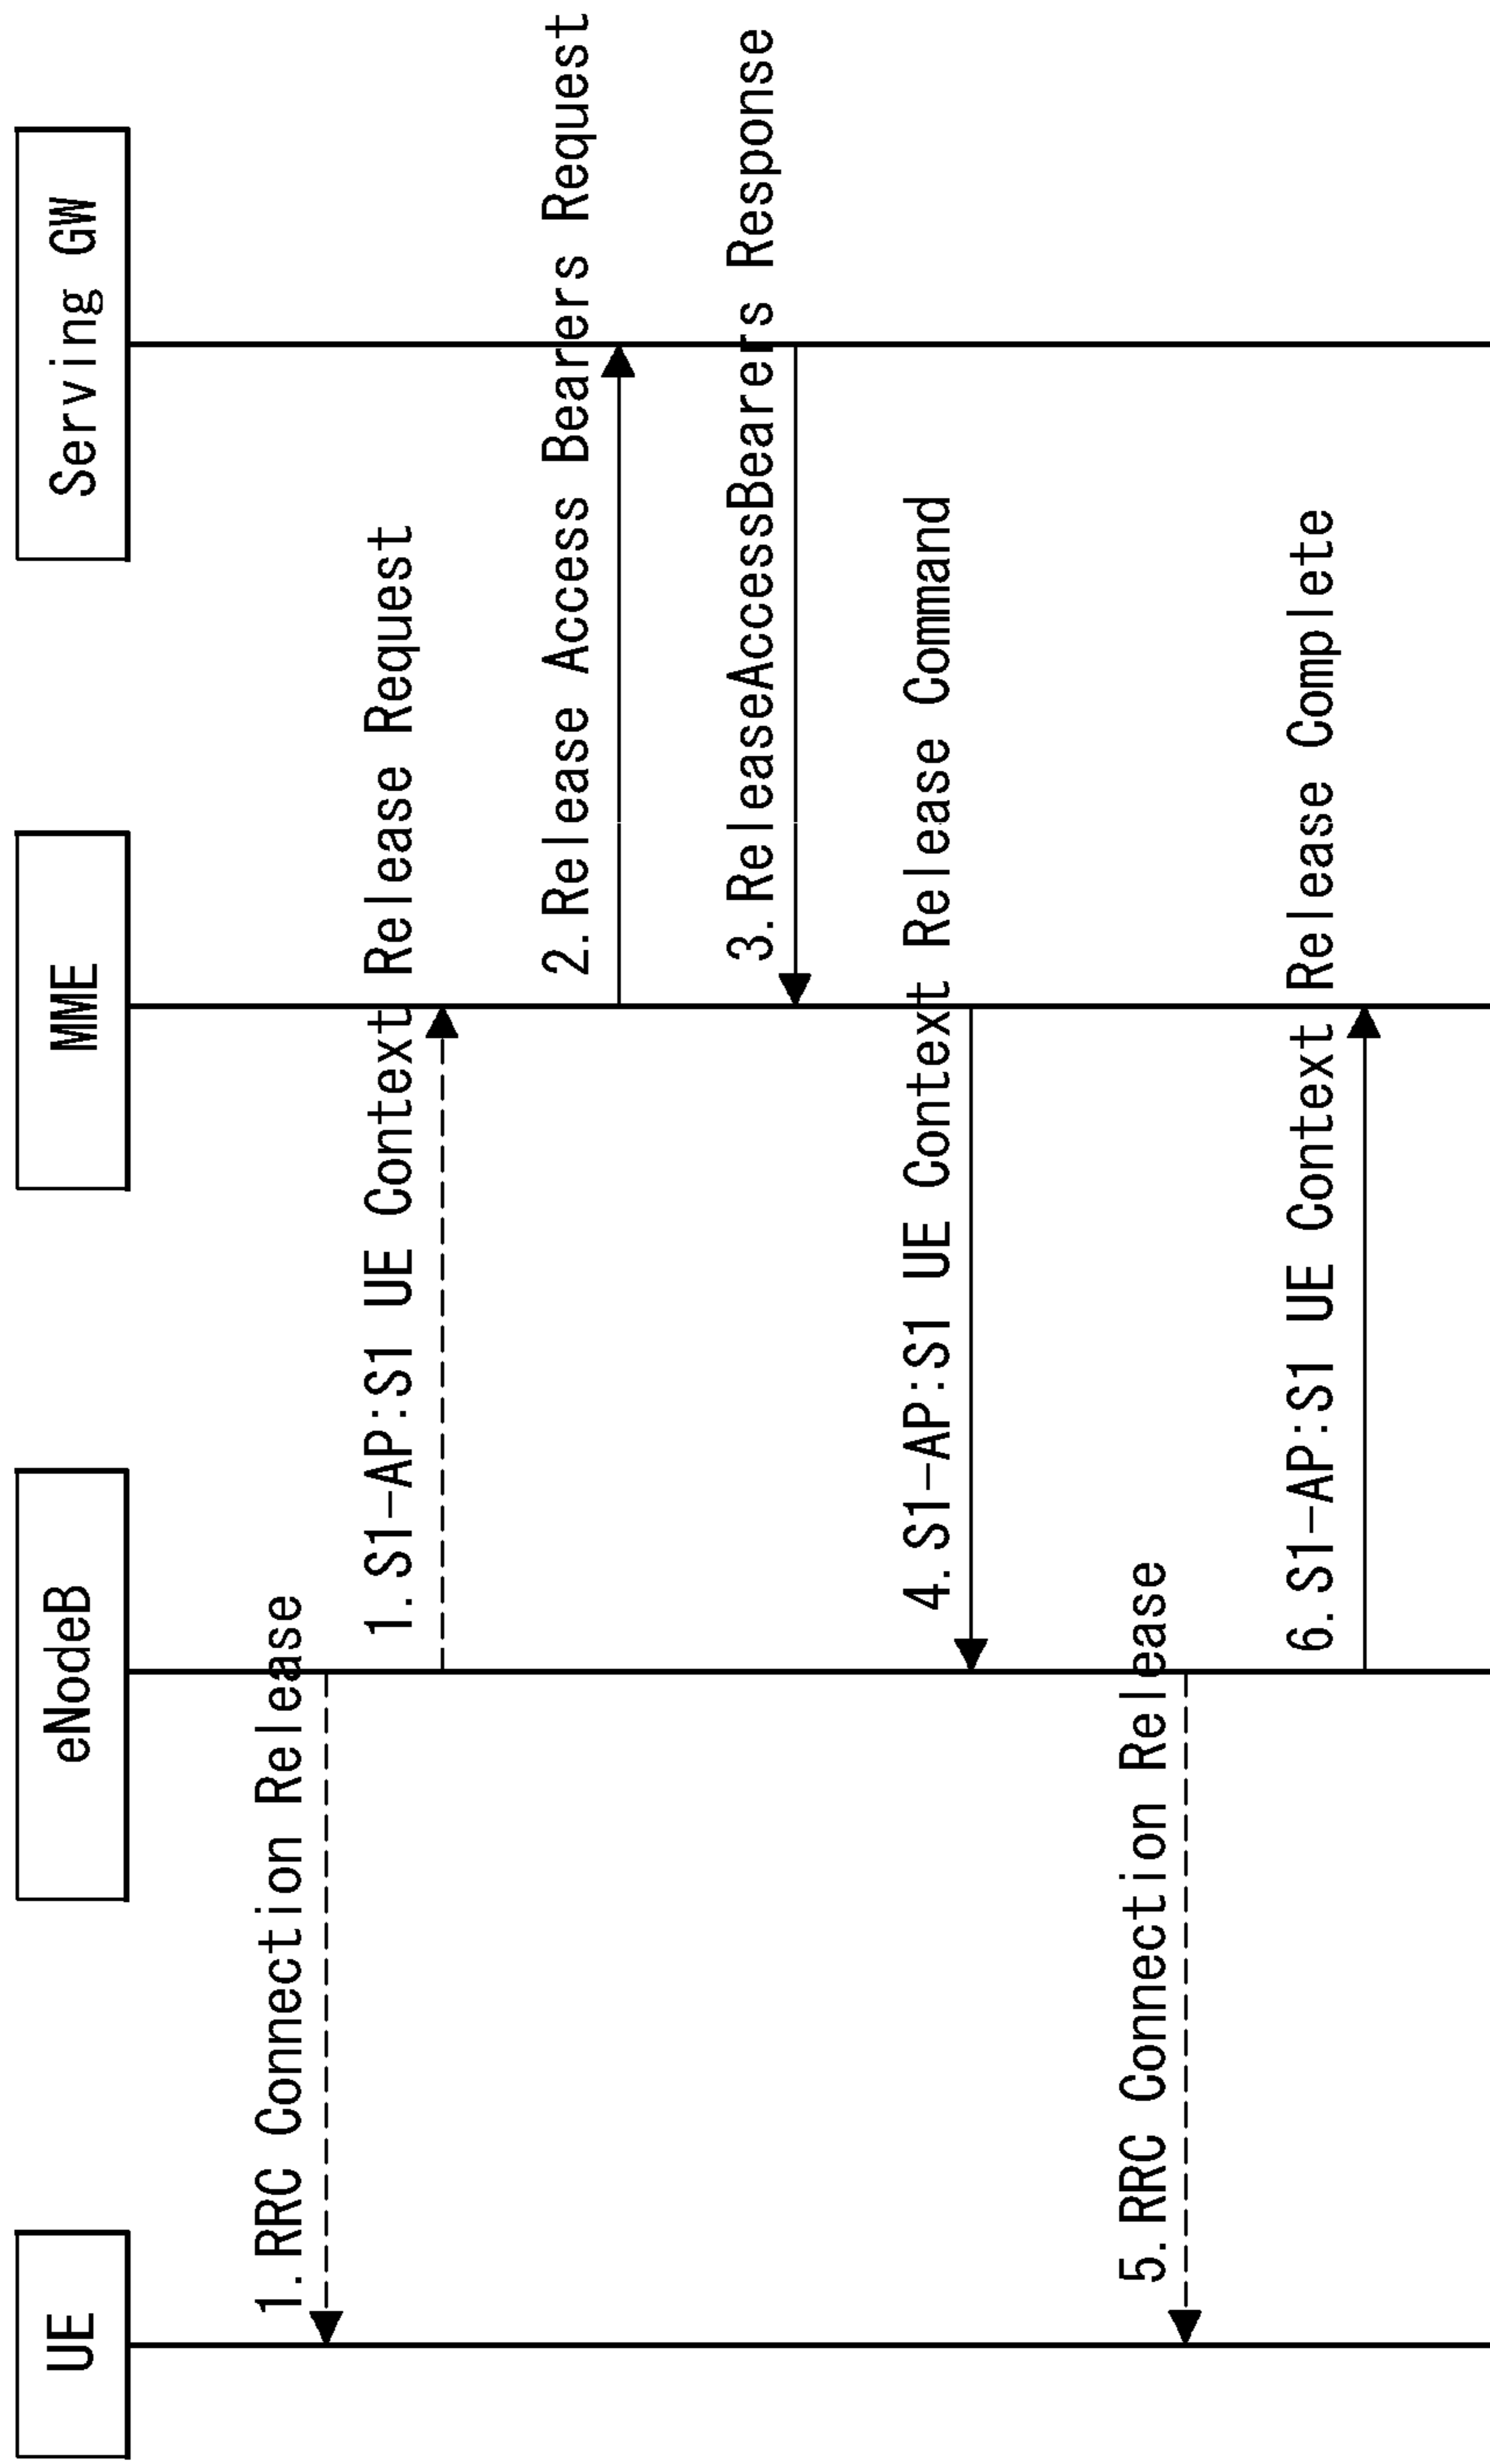 UE
eNodeB
MME
Serving GW
1.RRC Connection Release
1.S1-AP:S1 UE Context Release Request
2.Release Access Bearers Request
3.ReleaseAccessBearers Response
4.S1-AP:S1 UE Context Release Command
5.RRC Connection Release
6.S1-AP:S1 UE Context Release Complete